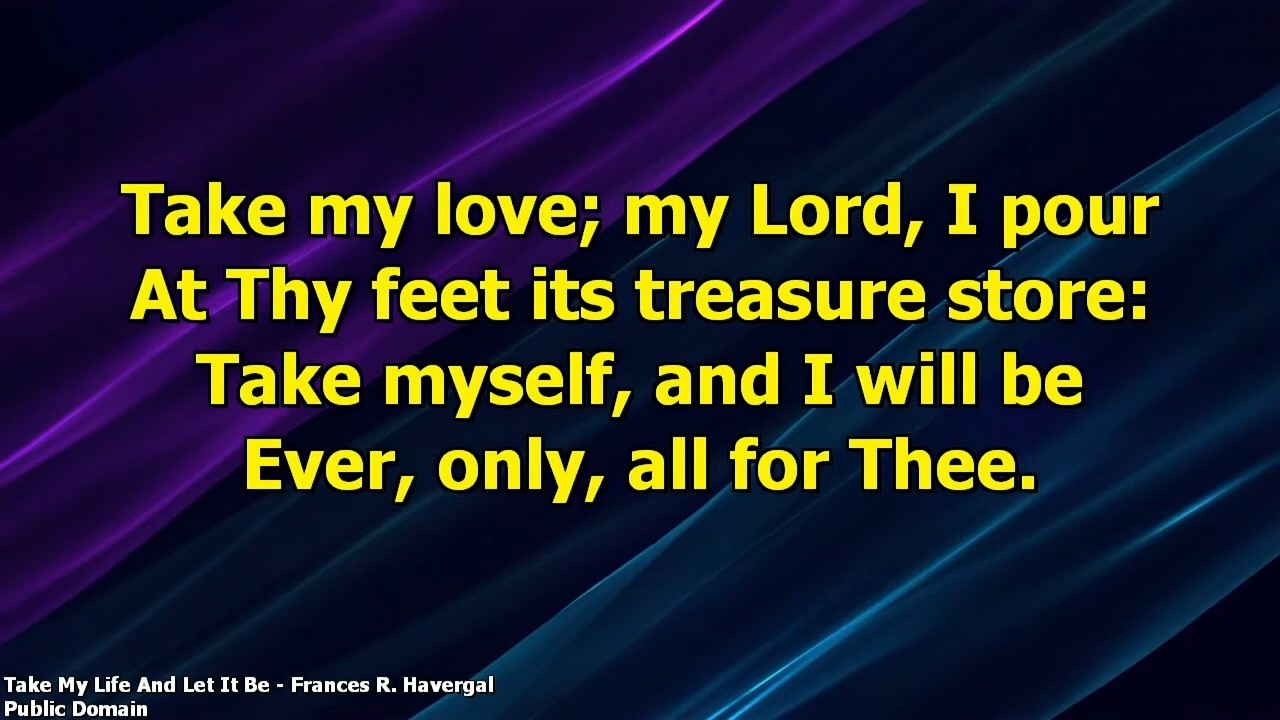 Take my love; my Lord, I pour
At Thy feet its treasure store:
Take myself, and I will be
Ever, only, all for Thee.
Take My Life And Let It Be - Frances R. Havergal
Public Domain